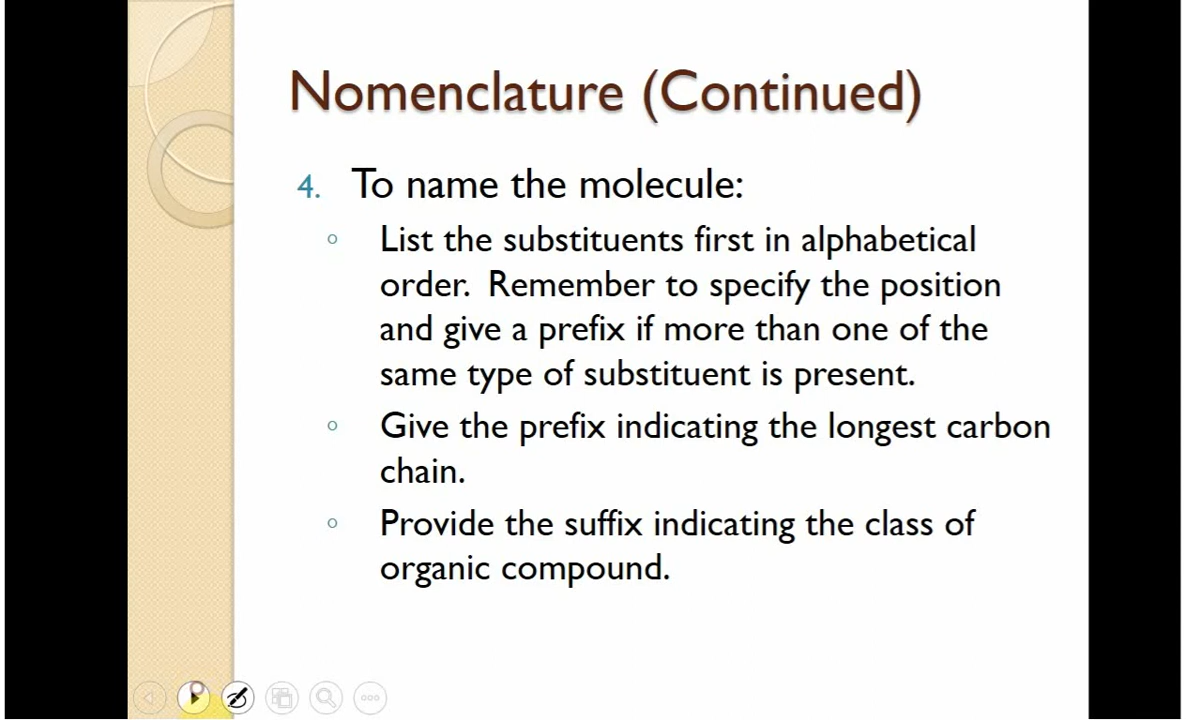 Nomenclature (Continued)
4. To name the molecule:
List the substituents first in alphabetical
order. Remember to specify the position
and give a prefix if more than one of the
same type of substituent is present.
Give the prefix indicating the longest carbon
chain.
Provide the suffix indicating the class of
organic compound.